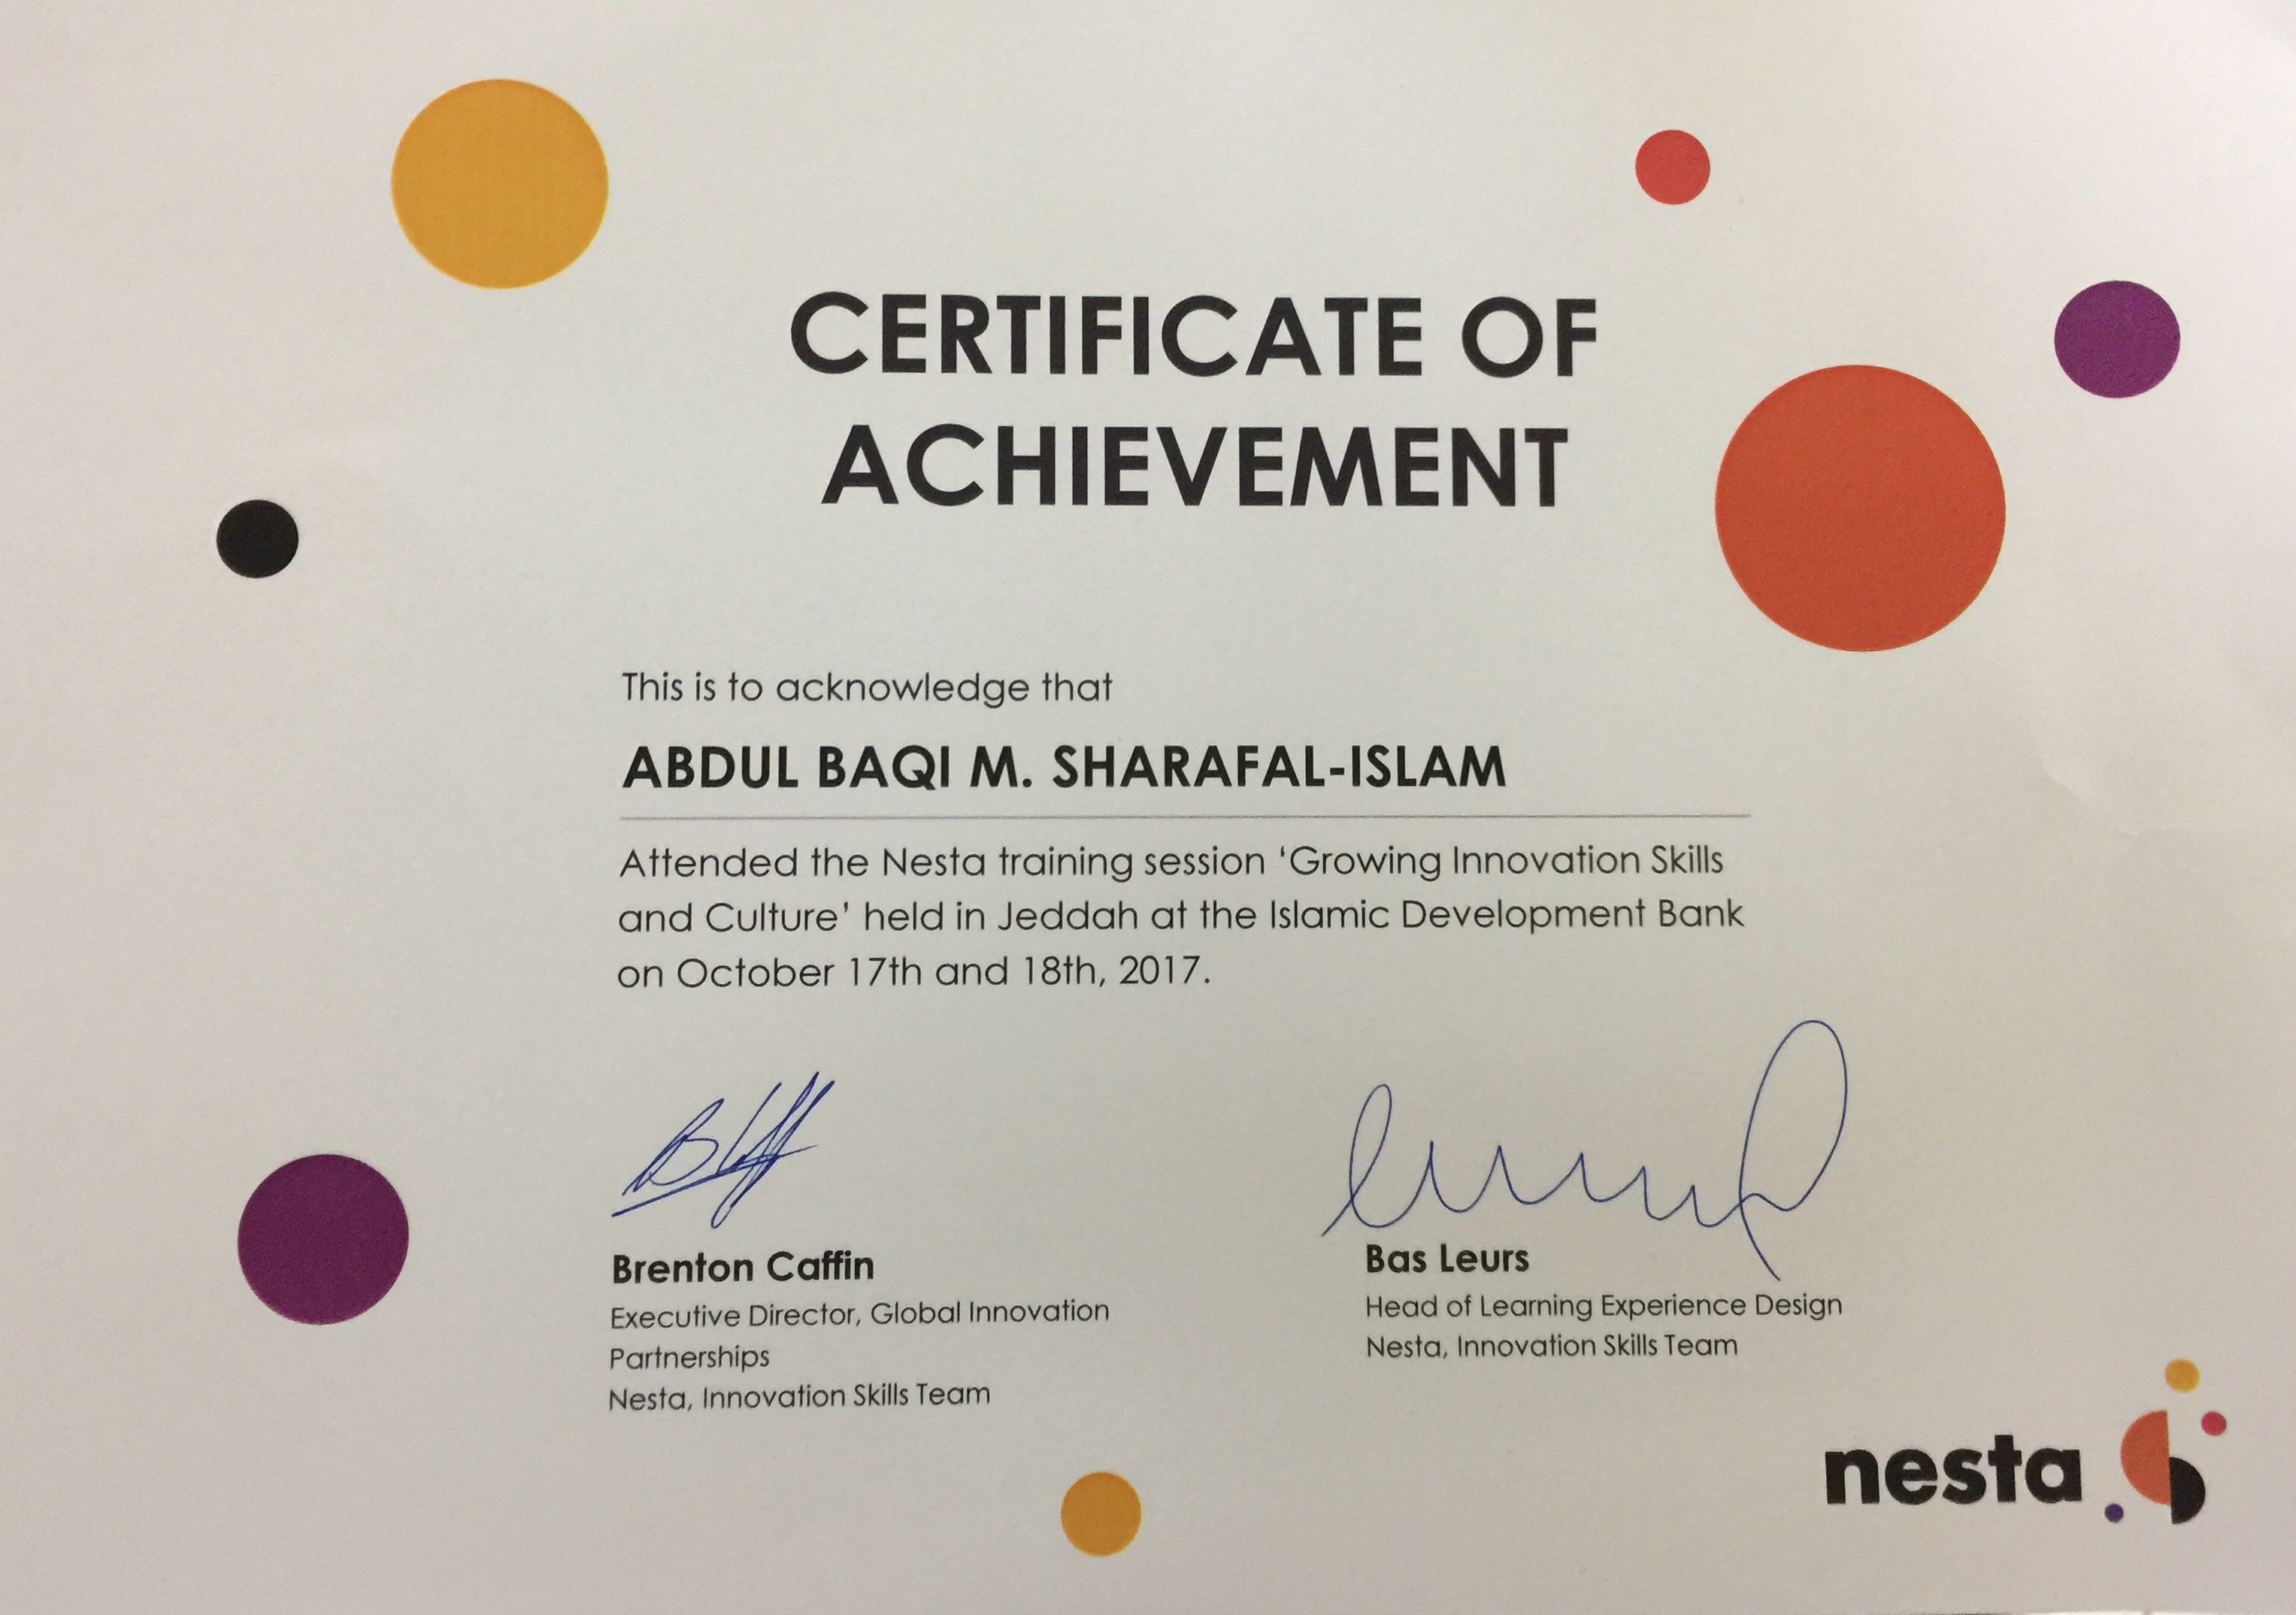 CERTIFICATE OF
ACHIEVEMENT
This is to acknowledge that
ABDUL BAQI M. SHARAFAL-ISLAM
Attended the Nesta training session ‘Growing Innovation Skills
and Culture’ held in Jeddah at the Islamic Development Bank
on October 17th and 18th, 2017.
Brenton Caffin
Executive Director, Global Innovation
Partnerships
Nesta, Innovation Skills Team
Bas Leurs
Head of Learning Experience Design
Nesta, Innovation Skills Team
nesta